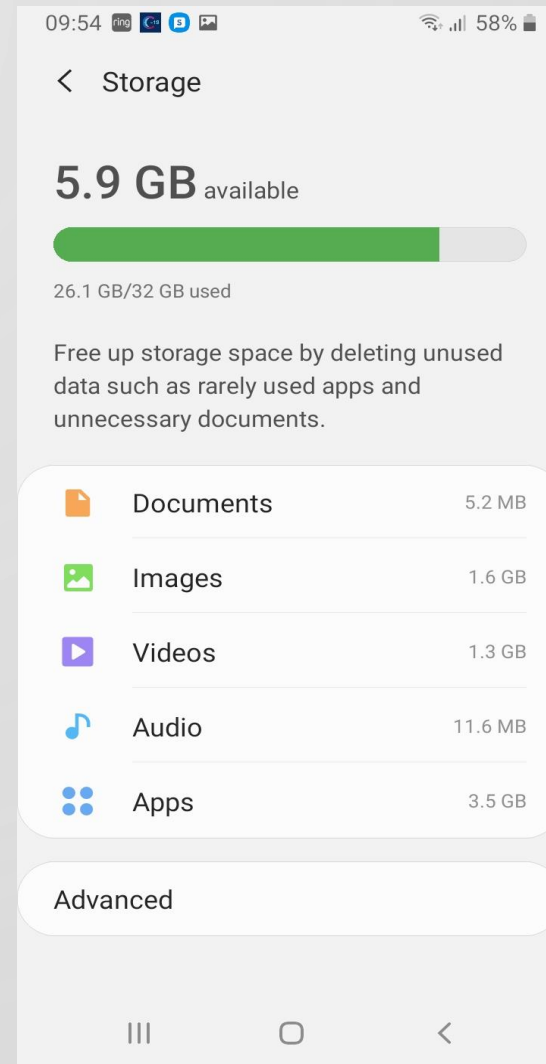 09:54 ring 58%
Storage
5.9 GB available
26.1 GB/32 GB used
Free up storage space by deleting unused
data such as rarely used apps and
unnecessary documents.
Documents 5.2 MB
Images 1.6 GB
Videos 1.3 GB
Audio 11.6 MB
Apps 3.5 GB
Advanced